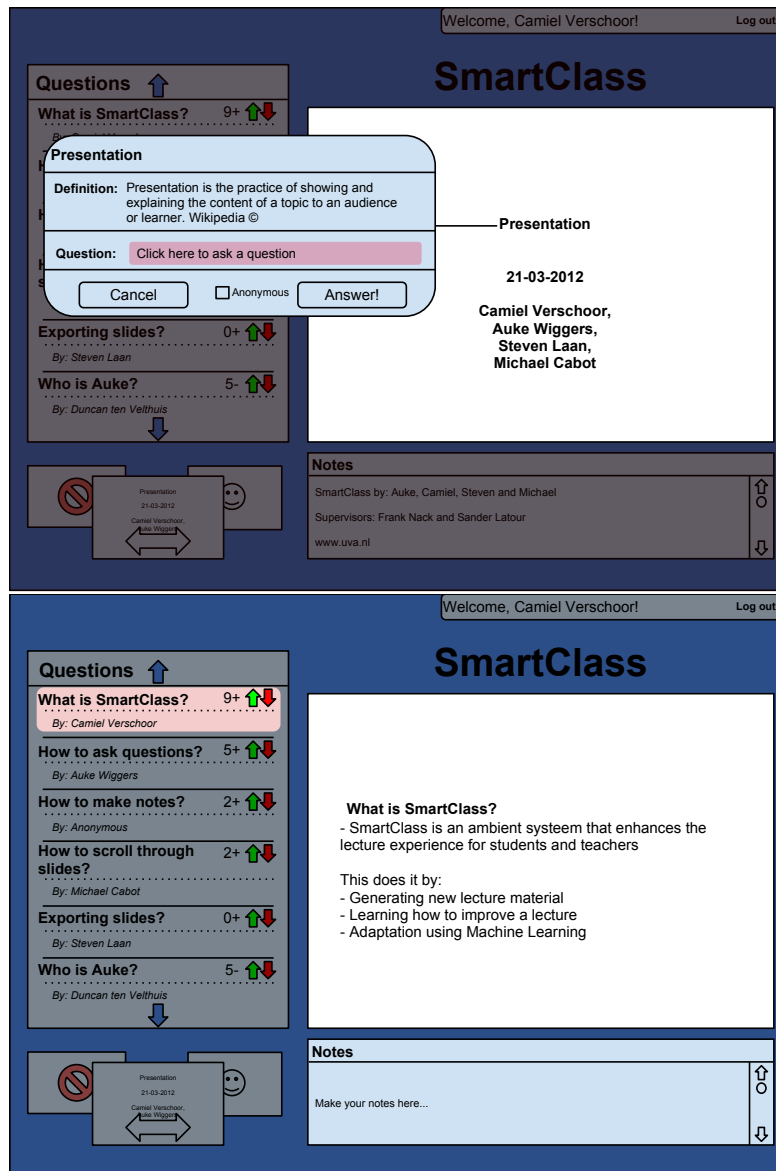 Welcome, Camiel Verschoor!
Log out
SmartClass
Questions
What is SmartClass? 9+
Presentation
Definition: Presentation is the practice of showing and
explaining the content of a topic to an audience
or learner. Wikipedia ©
Question: Click here to ask a question
Cancel
Anonymous
Answer!
Exporting slides? 0+
By: Steven Laan
Who is Auke? 5-
By: Duncan ten Velthuis
Presentation
21-03-2012
Camiel Verschoor,
Auke Wiggers,
Steven Laan,
Michael Cabot
Presentation
21-03-2012
Camiel Verschoor,
Auke Wiggers
Notes
SmartClass by: Auke, Camiel, Steven and Michael
Supervisors: Frank Nack and Sander Latour
www.uva.nl
Welcome, Camiel Verschoor!
Log out
SmartClass
Questions
What is SmartClass? 9+
By: Camiel Verschoor
How to ask questions? 5+
By: Auke Wiggers
How to make notes? 2+
By: Anonymous
How to scroll through 2+
slides?
By: Michael Cabot
Exporting slides? 0+
By: Steven Laan
Who is Auke? 5-
By: Duncan ten Velthuis
What is SmartClass?
- SmartClass is an ambient systeem that enhances the
lecture experience for students and teachers
This does it by:
- Generating new lecture material
- Learning how to improve a lecture
- Adaptation using Machine Learning
Presentation
21-03-2012
Camiel Verschoor,
Auke Wiggers
Notes
Make your notes here...